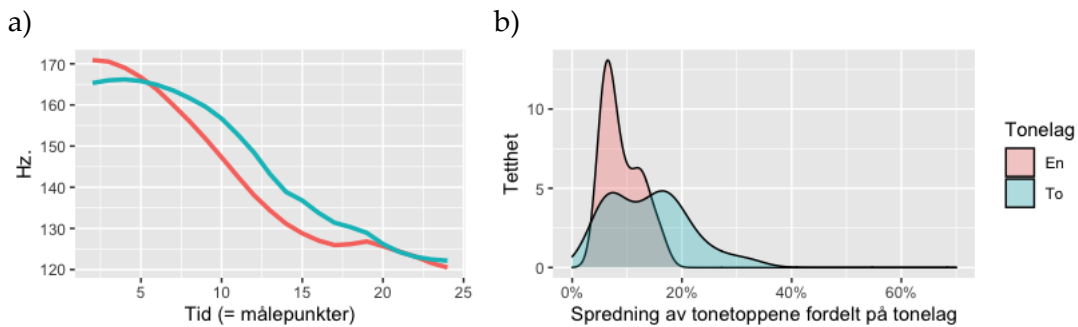 a)
Hz.
170
160
150
140
130
120
5
10
15
20
25
Tid (= målepunkter)
b)
Tetthet
10
5
0
0%
20%
40%
60%
Spredning av tonetoppene fordelt på tonelag
Tonelag
En
To